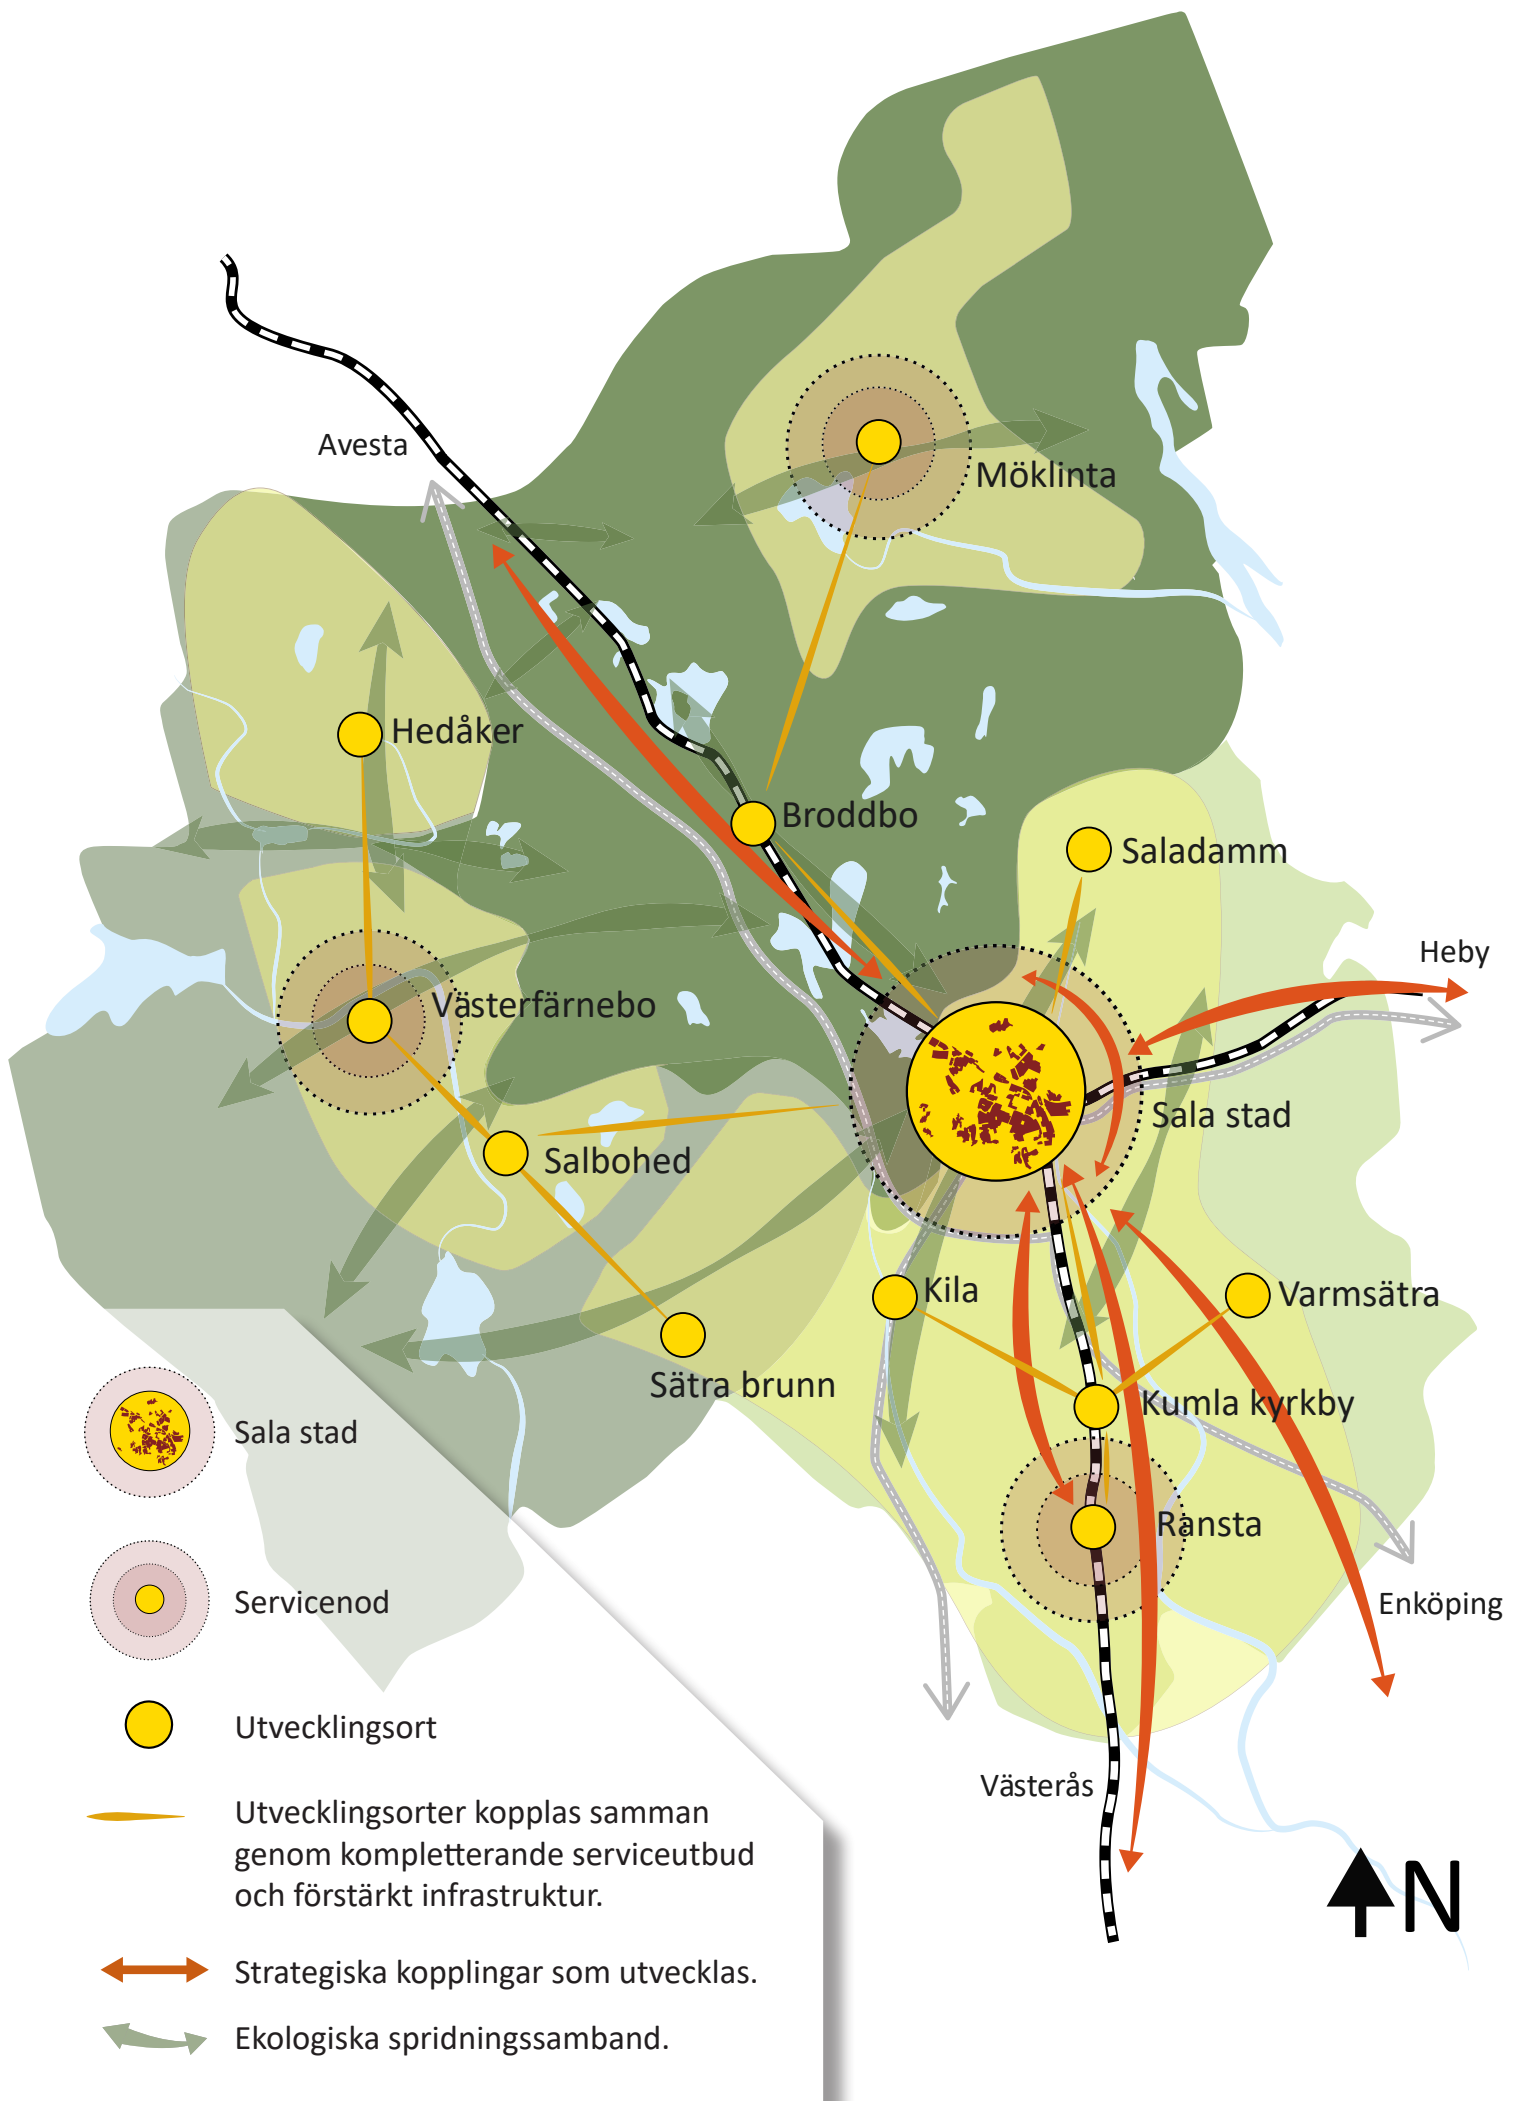 Avesta
Möklinta
Hedåker
Broddbo
Saladamm
Heby
Västerfärnebo
Sala stad
Salbohed
Kila
Varmsätra
Sätra brunn
Kumla kyrkby
Ransta
Enköping
Västerås
N
Sala stad
Servicenod
Utvecklingsort
Utvecklingsorter kopplas samman
genom kompletterande serviceutbud
och förstärkt infrastruktur.
Strategiska kopplingar som utvecklas.
Ekologiska spridningssamband.